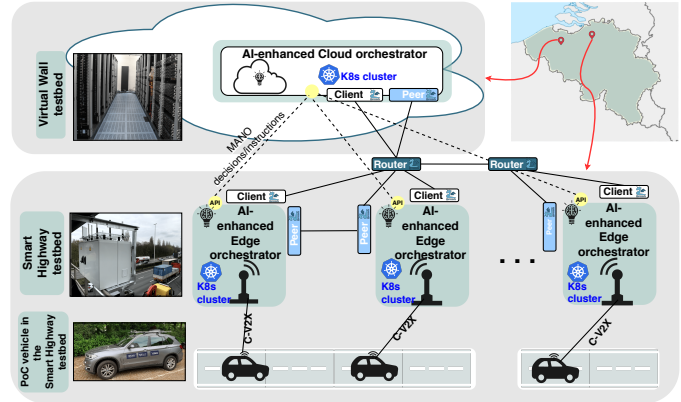 Virtual Wall
testbed
AI-enhanced Cloud orchestrator
K8s cluster
Client
Peer
MANO
decisions/instructions
Router
Router
Smart
Highway
testbed
API
Client
AI-
enhanced
Edge
orchestrator
K8s
cluster
Peer
Peer
API
Client
AI-
enhanced
Edge
orchestrator
K8s
cluster
...
Peer
API
Client
AI-
enhanced
Edge
orchestrator
K8s
cluster
PoC vehicle in
the
Smart Highway
testbed
C-V2X
C-V2X
C-V2X